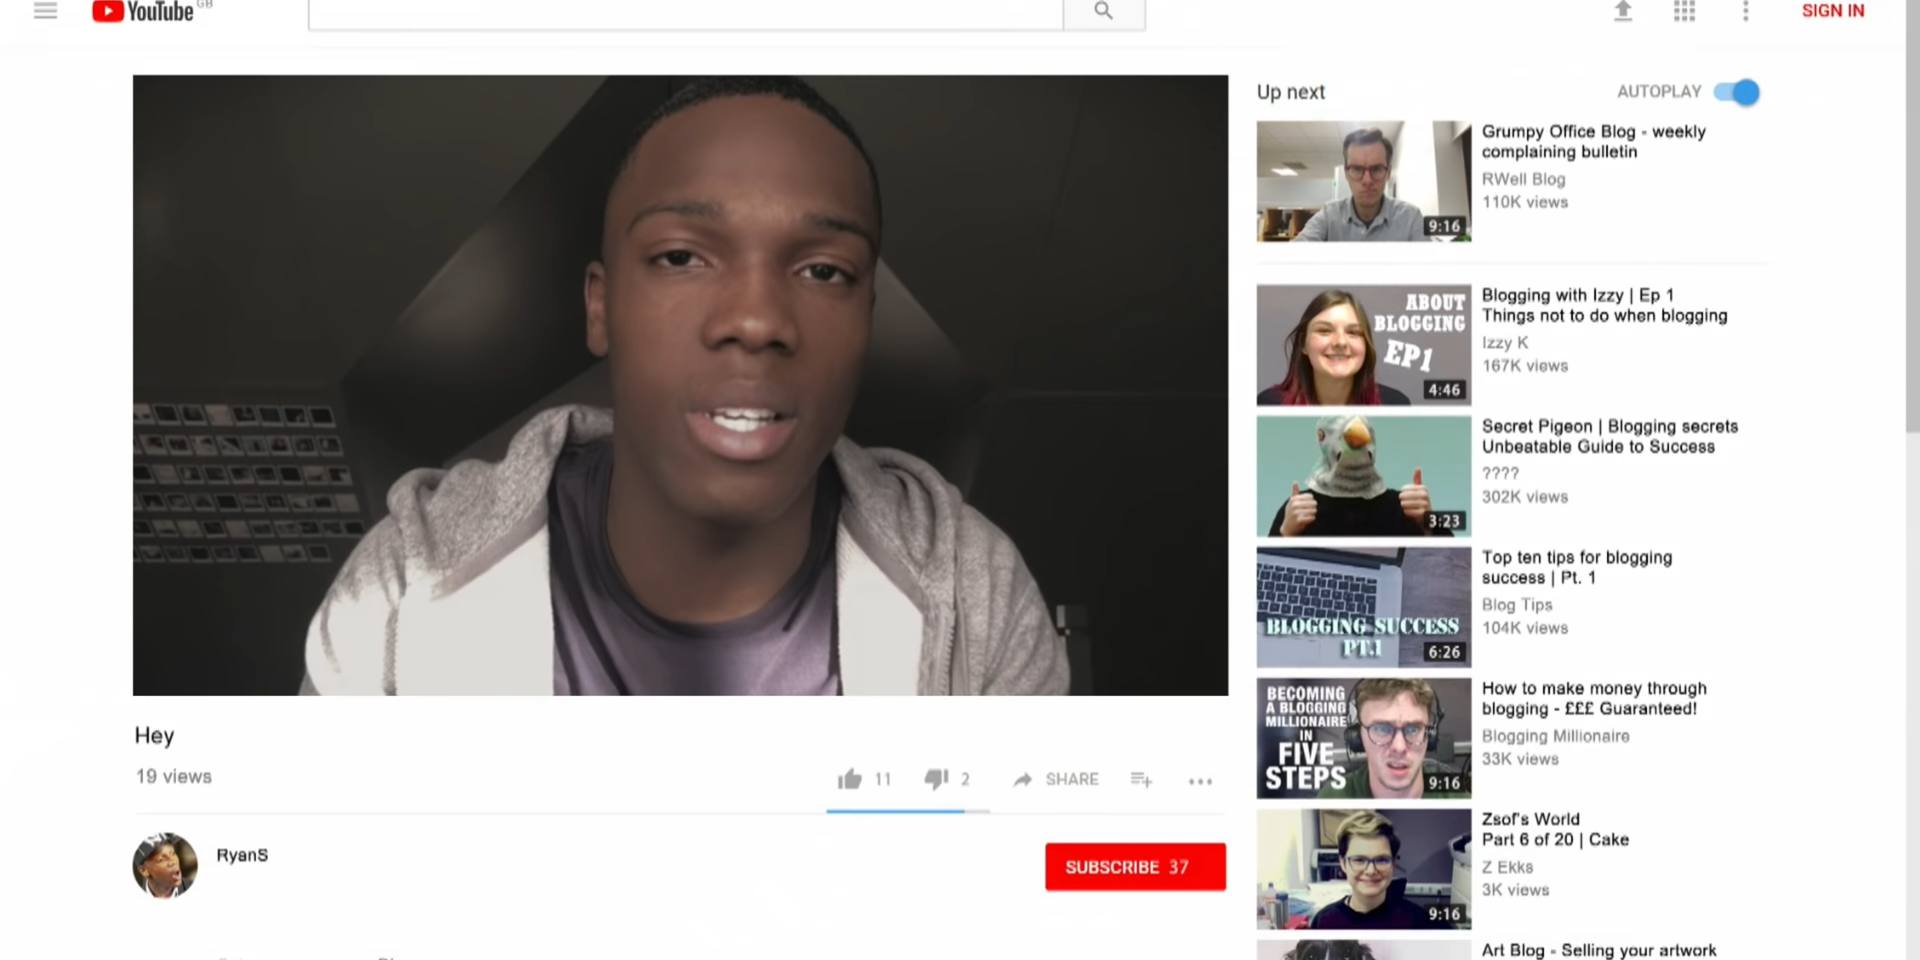 YouTube GB
SIGN IN
Up next
AUTOPLAY
Grumpy Office Blog - weekly
complaining bulletin
RWell Blog
110K views
9:16
ABOUT
BLOGGING
EP1
4:46
Blogging with Izzy | Ep 1
Things not to do when blogging
Izzy K
167K views
3:23
Secret Pigeon | Blogging secrets
Unbeatable Guide to Success
????
302K views
BLOGGING SUCCESS
PT.1
6:26
Top ten tips for blogging
success | Pt. 1
Blog Tips
104K views
BECOMING
A BLOGGING
MILLIONAIRE
IN
FIVE
STEPS
9:16
How to make money through
blogging - £££ Guaranteed!
Blogging Millionaire
33K views
9:16
Zsof's World
Part 6 of 20 | Cake
Z Ekks
3K views
Art Blog - Selling your artwork
Hey
19 views
11
2
SHARE
RyanS
SUBSCRIBE 37